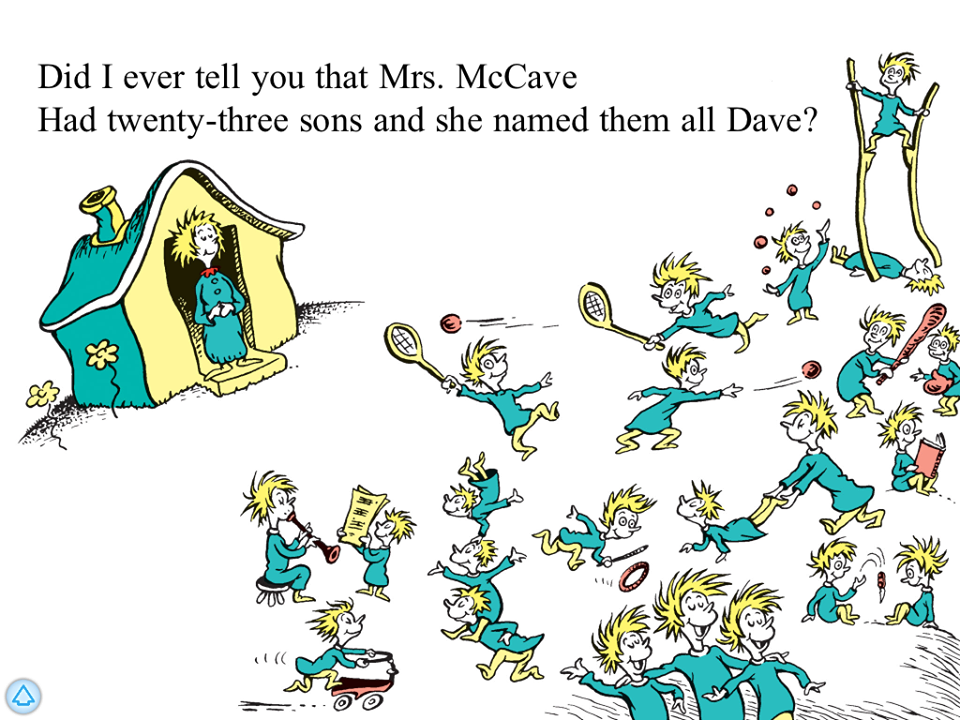 Did I ever tell you that Mrs. McCave
Had twenty-three sons and she named them all Dave?